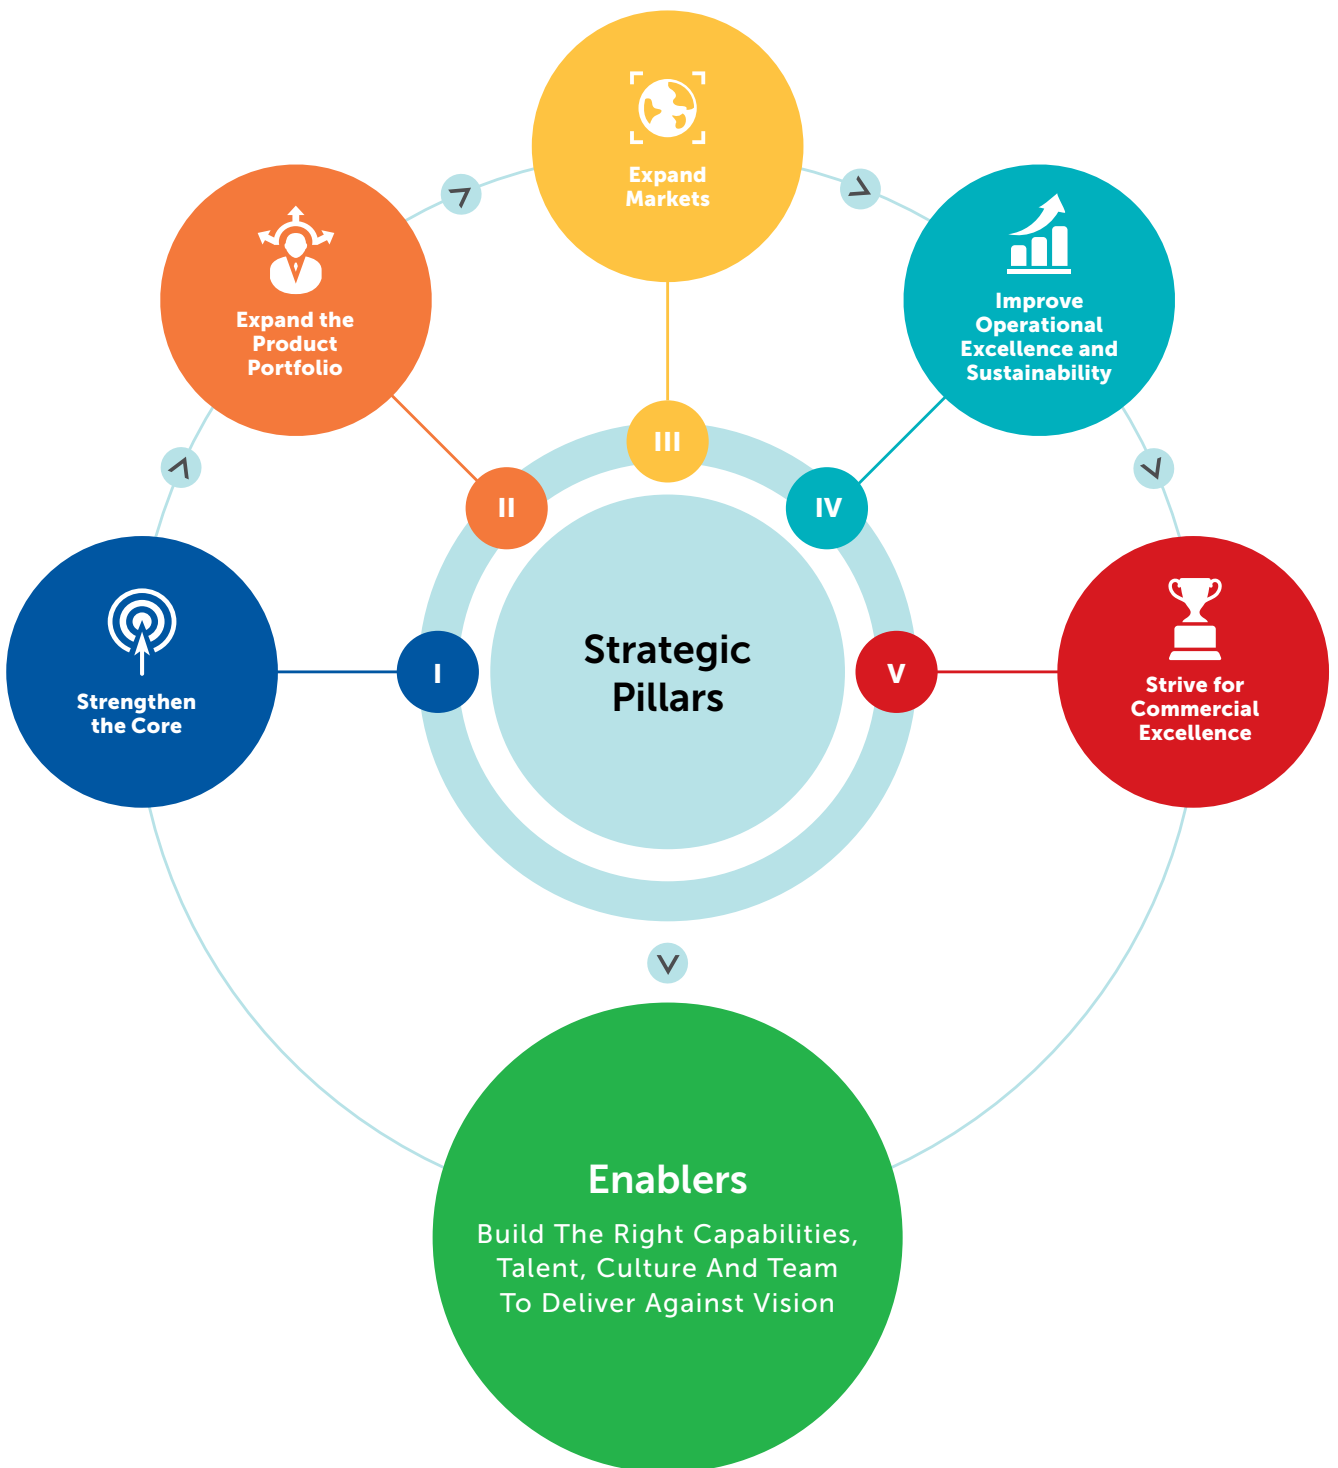 Expand
Markets
Expand the
Product
Portfolio
Improve
Operational
Excellence and
Sustainability
III
II
IV
Strengthen
the Core
I
Strategic
Pillars
V
Strive for
Commercial
Excellence
Enablers
Build The Right Capabilities,
Talent, Culture And Team
To Deliver Against Vision